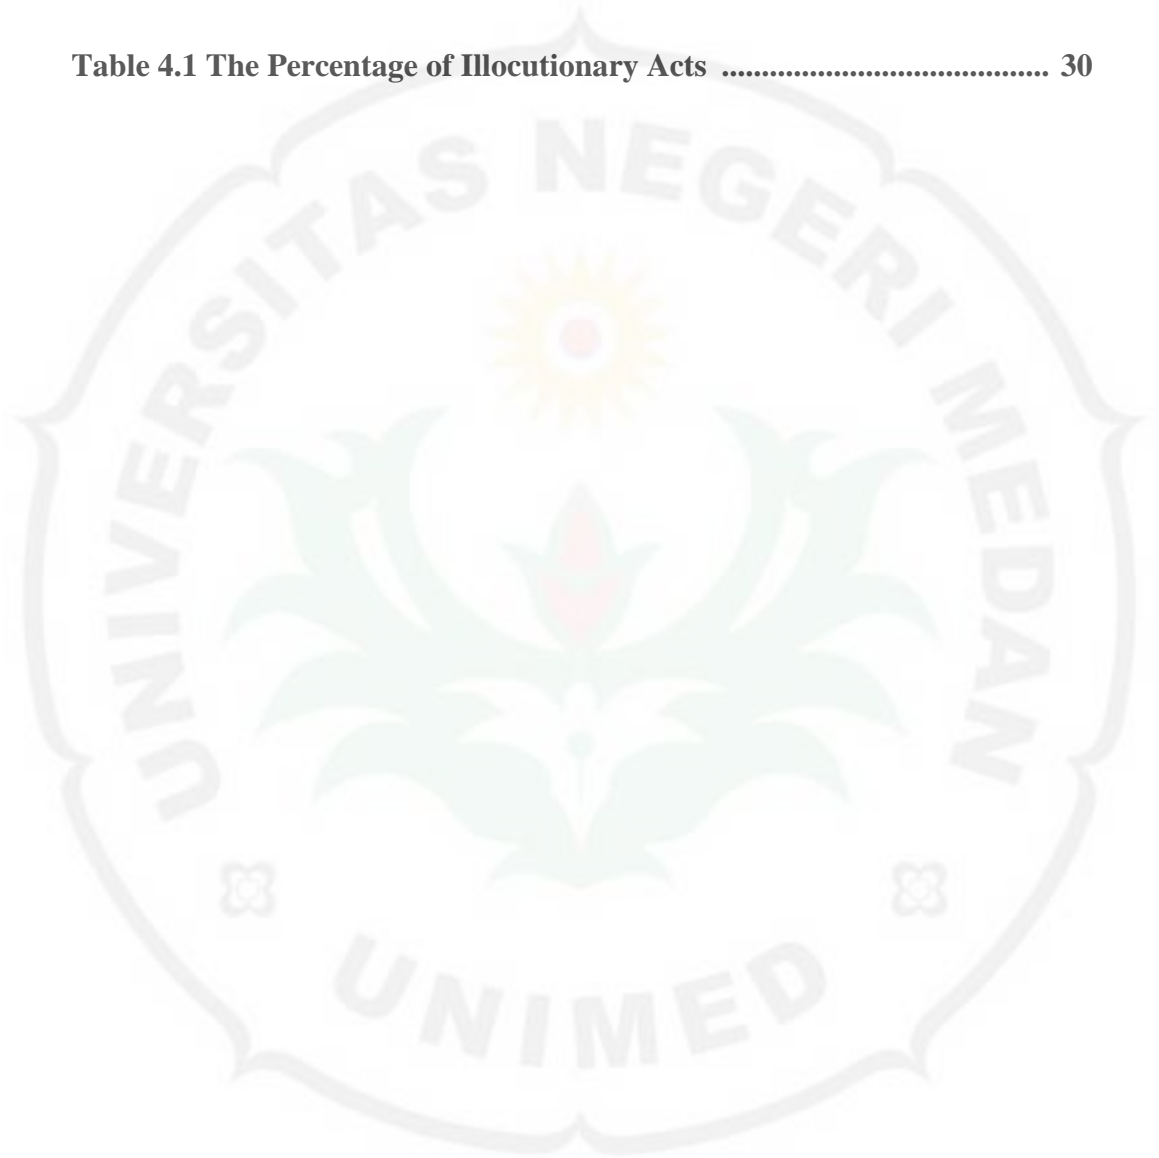 Table 4.1 The Percentage of Illocutionary Acts ......................................... 30
UNIVERSITAS NEGERI MEDAN
UNIMED